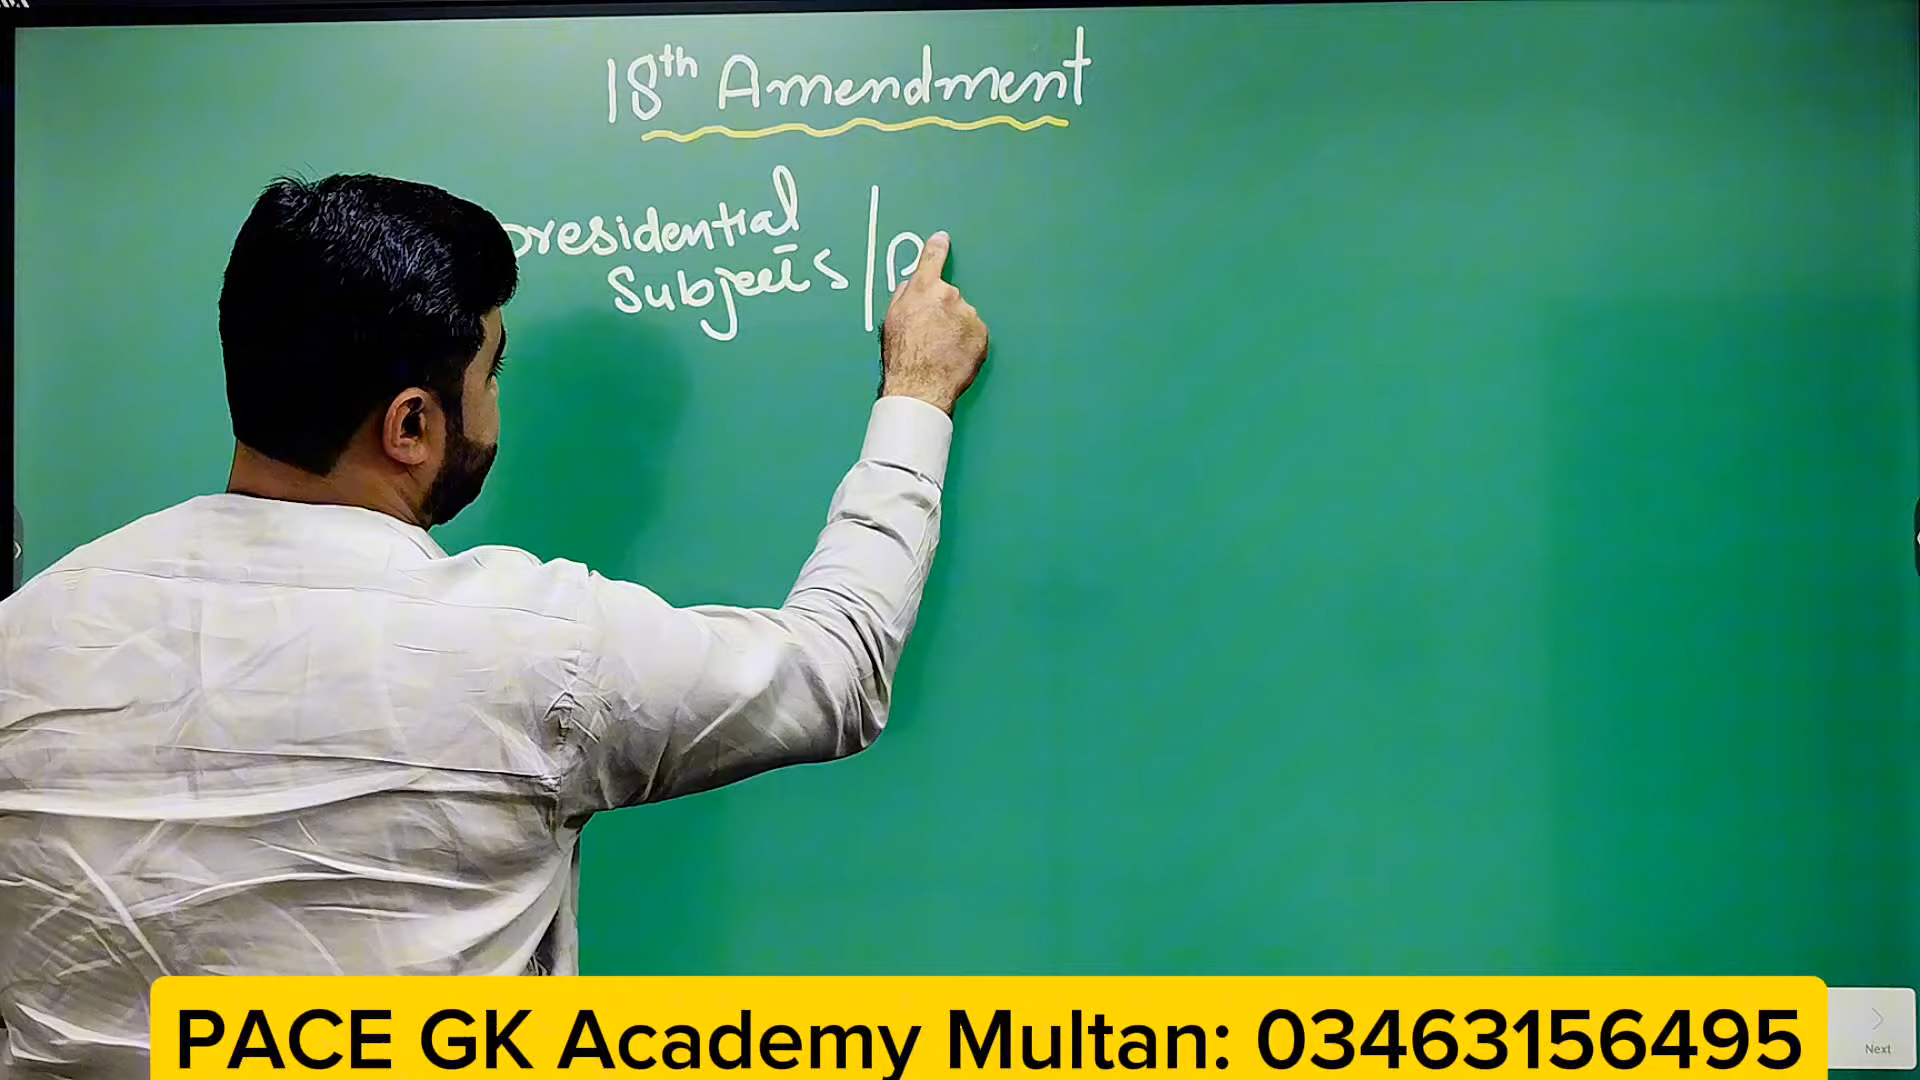 18th Amendment
presidential
Subjects | P
PACE GK Academy Multan: 03463156495
Next